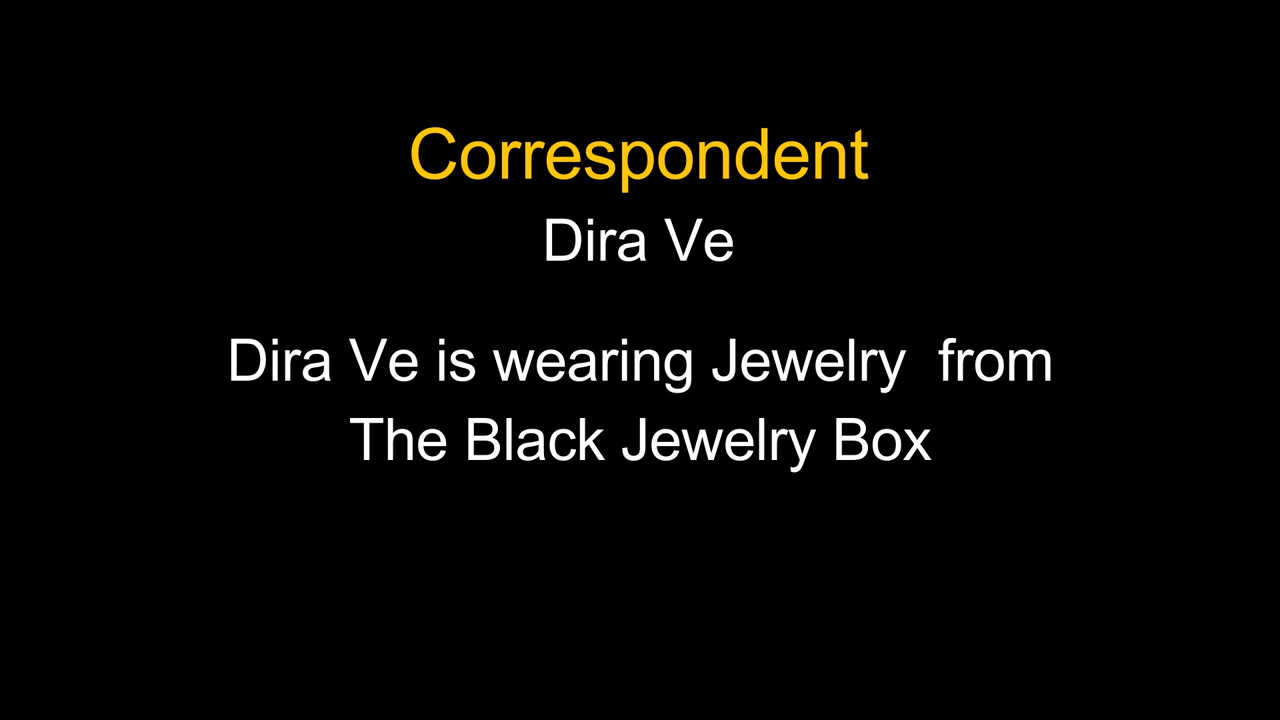 Correspondent
Dira Ve
Dira Ve is wearing Jewelry  from
The Black Jewelry Box